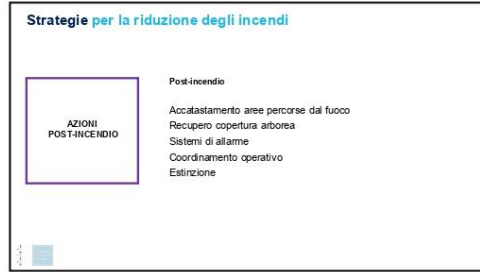 Strategie per la riduzione degli incendi
Post-incendio
AZIONI
POST-INCENDIO
Accatastamento aree percorse dal fuoco
Recupero copertura arborea
Sistemi di allarme
Coordinamento operativo
Estinzione